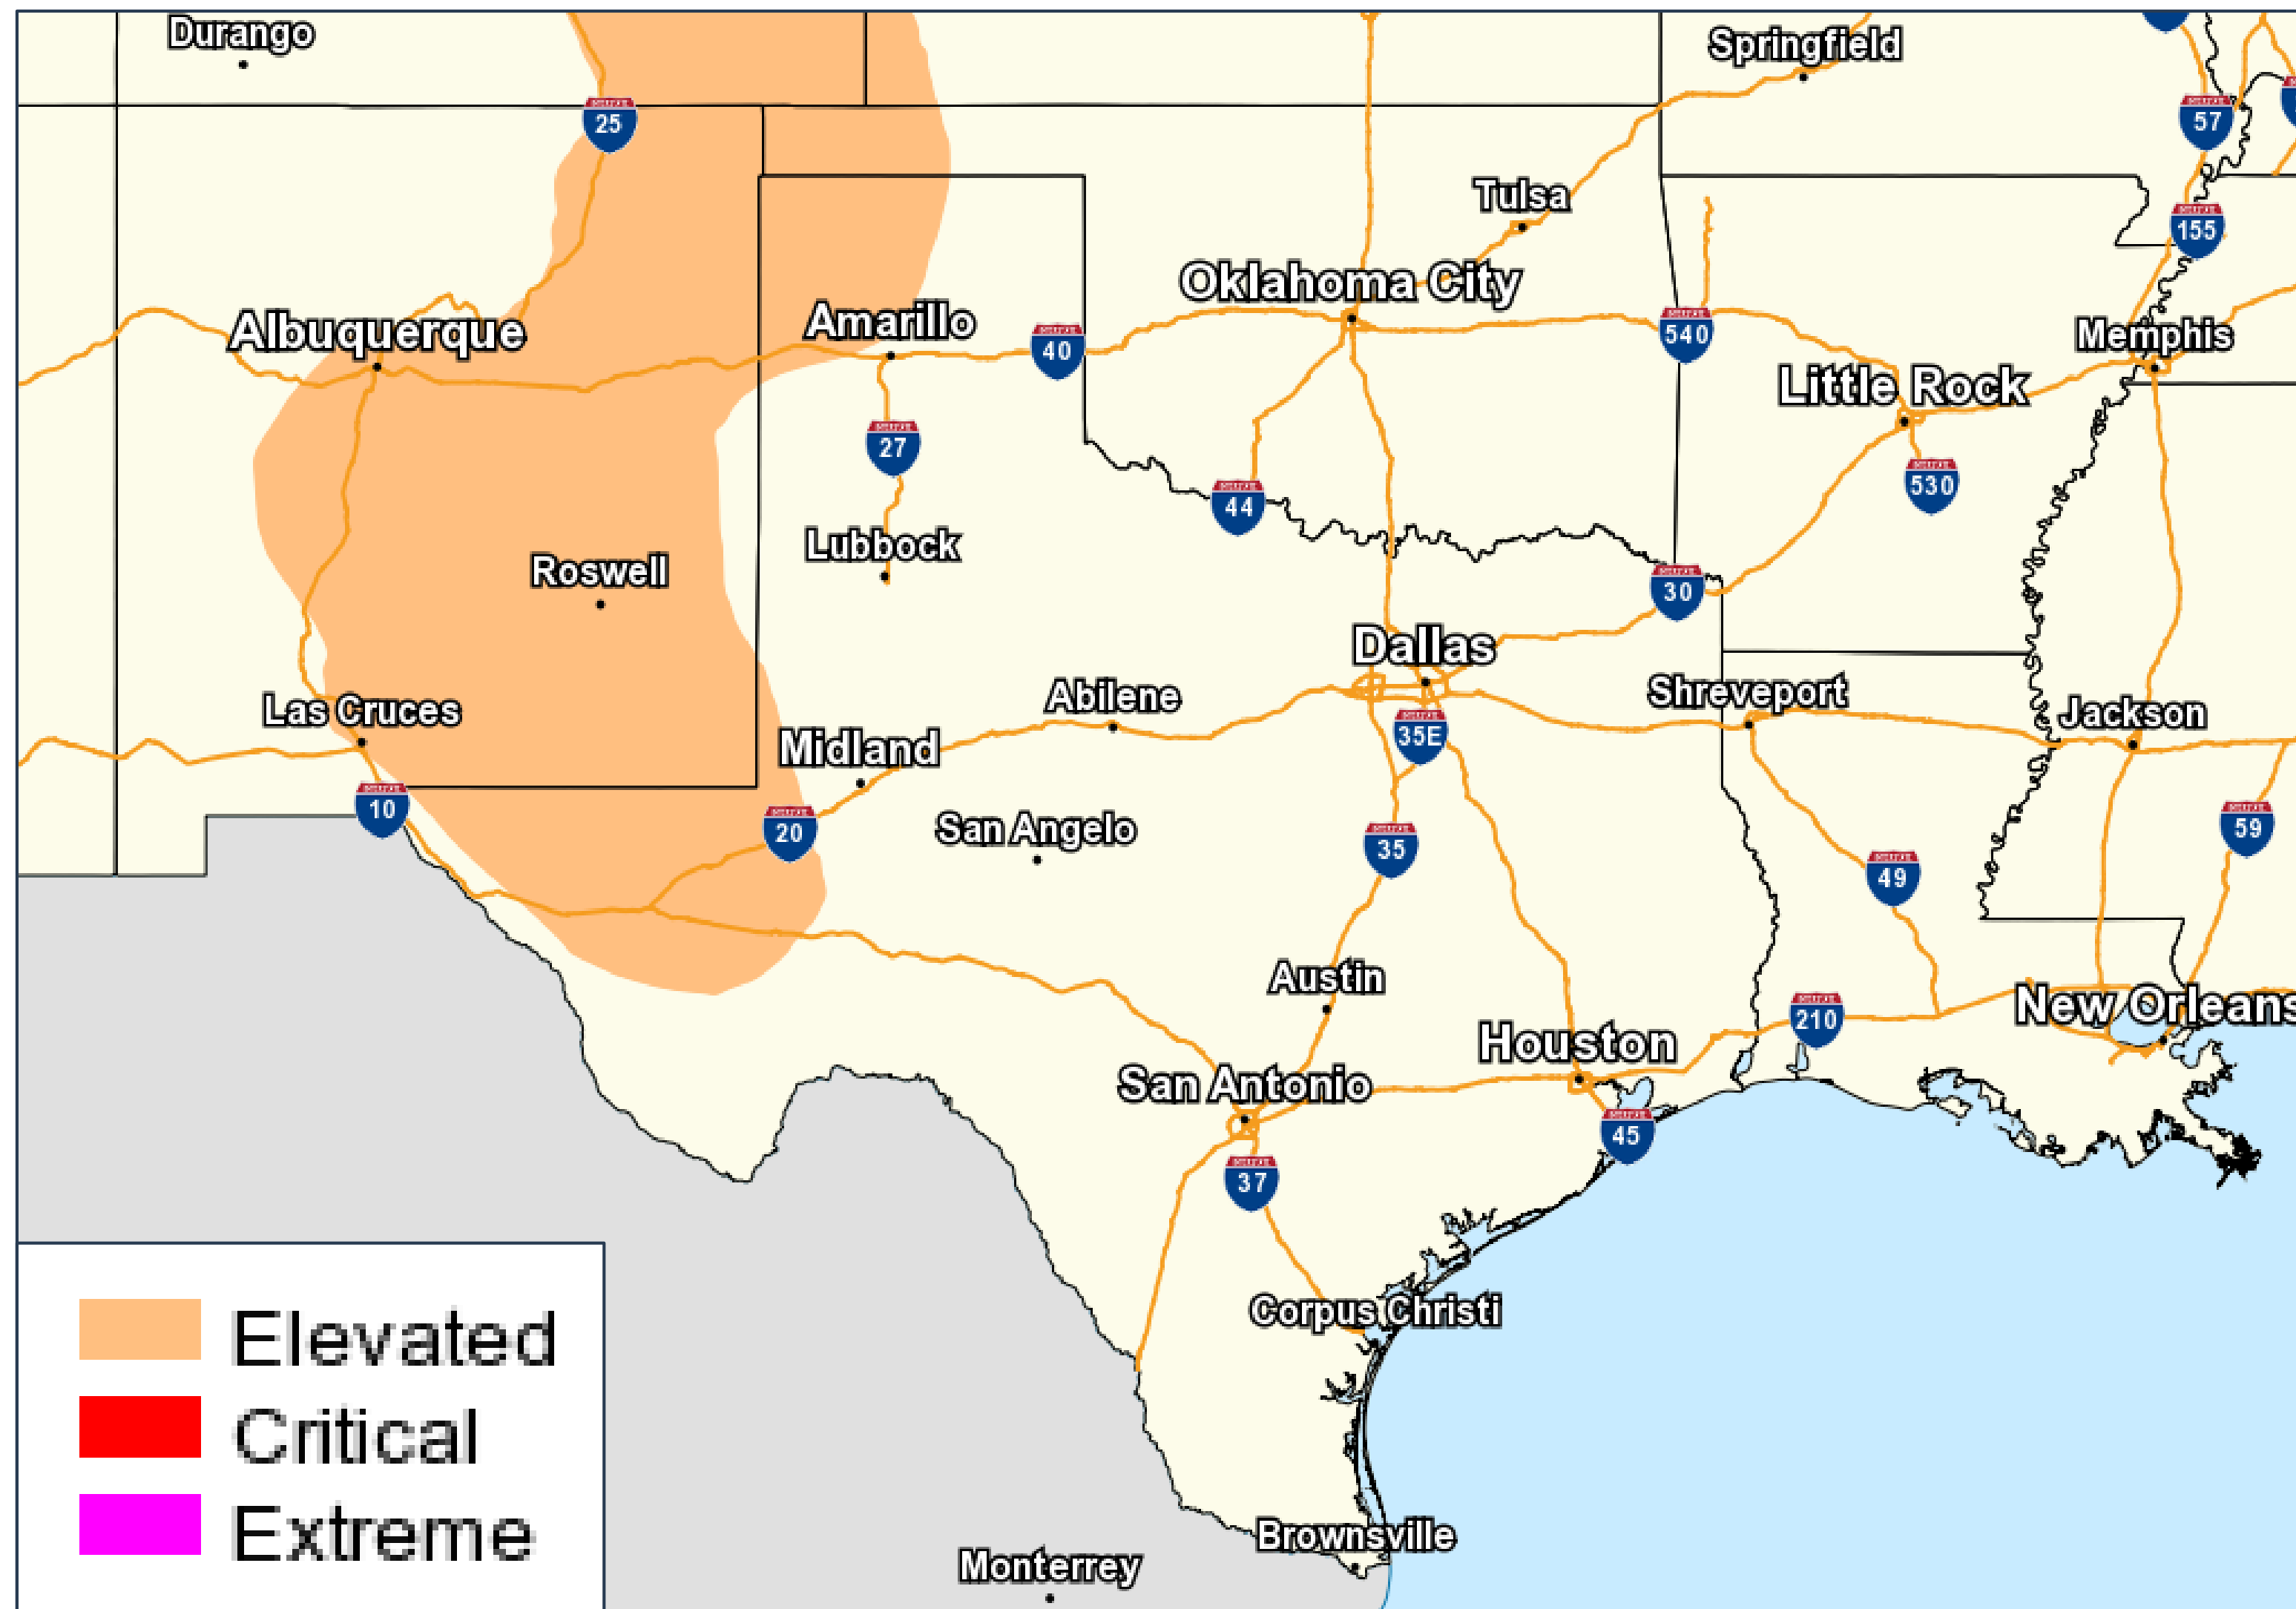 Durango
Springfield
25
57
Tulsa
155
Oklahoma City
Albuquerque
Amarillo
40
540
Memphis
Little Rock
27
530
44
Lubbock
Roswell
30
Dallas
Las Cruces
Abilene
Shreveport
Jackson
35E
Midland
10
20
San Angelo
35
59
49
Austin
New Orleans
210
Houston
San Antonio
45
37
Corpus Christi
Elevated
Critical
Extreme
Brownsville
Monterrey